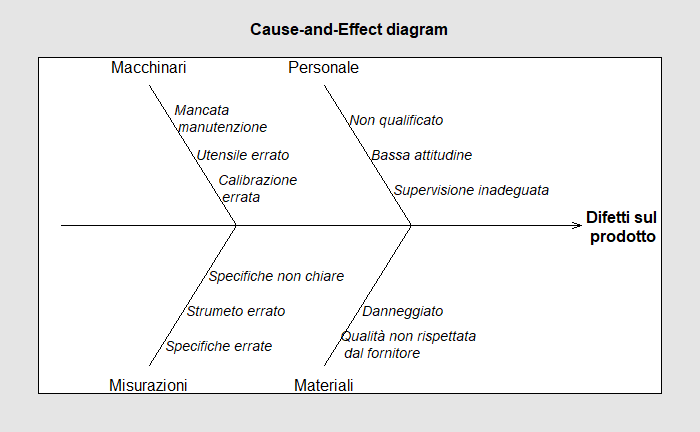 Cause-and-Effect diagram
Macchinari
Personale
Mancata
manutenzione
Utensile errato
Calibrazione
errata
Non qualificato
Bassa attitudine
Supervisione inadeguata
Difetti sul
prodotto
Specifiche non chiare
Strumeto errato
Specifiche errate
Danneggiato
Qualità non rispettata
dal fornitore
Misurazioni
Materiali